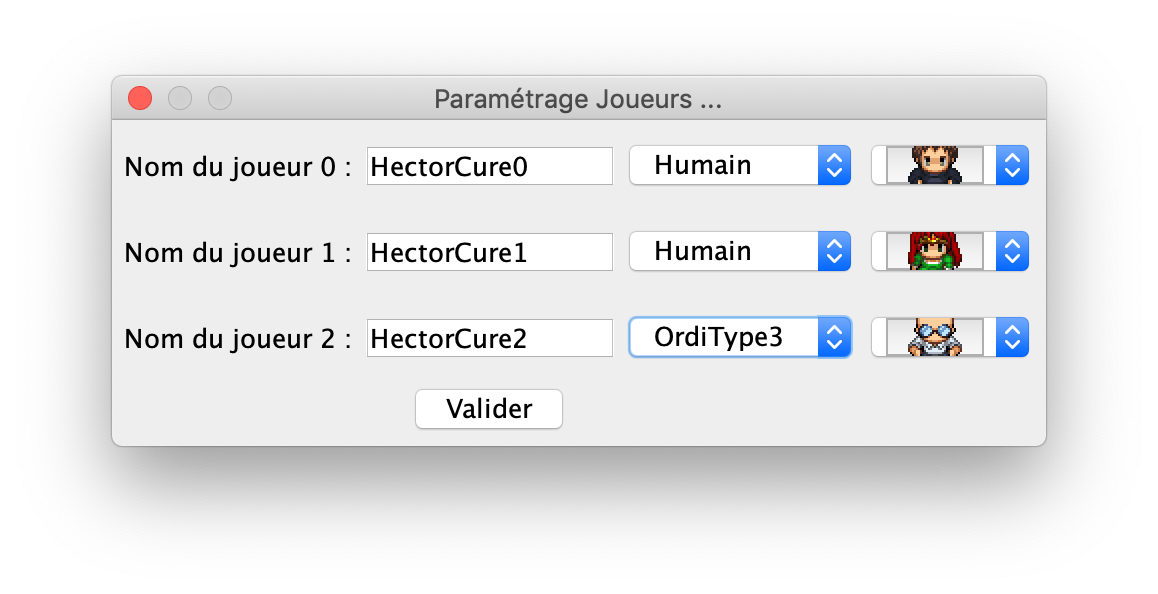 Paramétrage Joueurs ...
Nom du joueur 0 : HectorCure0 Humain
Nom du joueur 1 : HectorCure1 Humain
Nom du joueur 2 : HectorCure2 OrdiType3
Valider